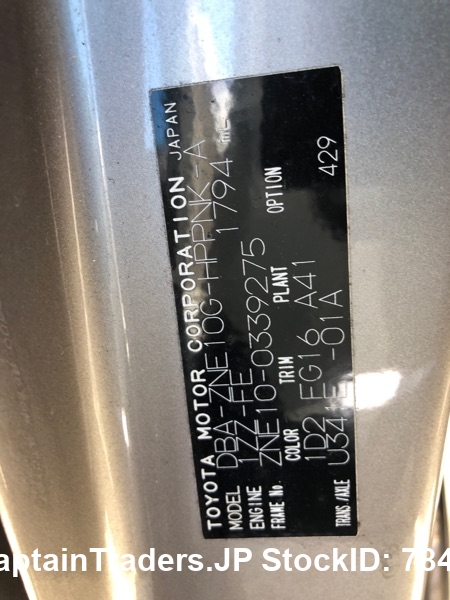 TOYOTA MOTOR CORPORATION JAPAN
MODEL DBA-ZNE10G-HPPNK-A
ENGINE 1ZZ-FE 1794 mL
FRAME No. ZNE10-0339275
COLOR TRIM PLANT OPTION
1D2 EG16 A41 429
TRANS./AXLE U341E -01A
aptainTraders.JP StockID: 784